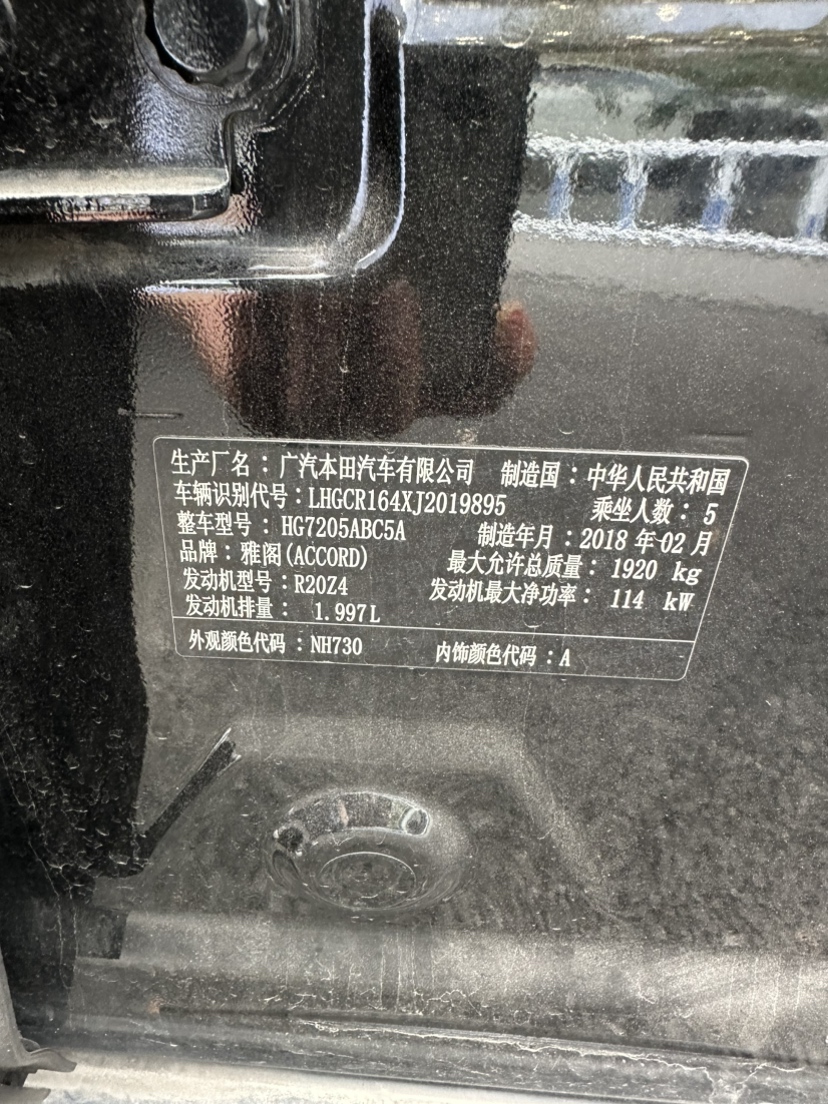 生产厂名：广汽本田汽车有限公司 制造国：中华人民共和国
车辆识别代号：LHGCR164XJ2019895 乘坐人数：5
整车型号：HG7205ABC5A 制造年月：2018 年 02 月
品牌：雅阁(ACCORD) 最大允许总质量：1920 kg
发动机型号：R20Z4 发动机最大净功率：114 kW
发动机排量：1.997L
外观颜色代码：NH730 内饰颜色代码：A